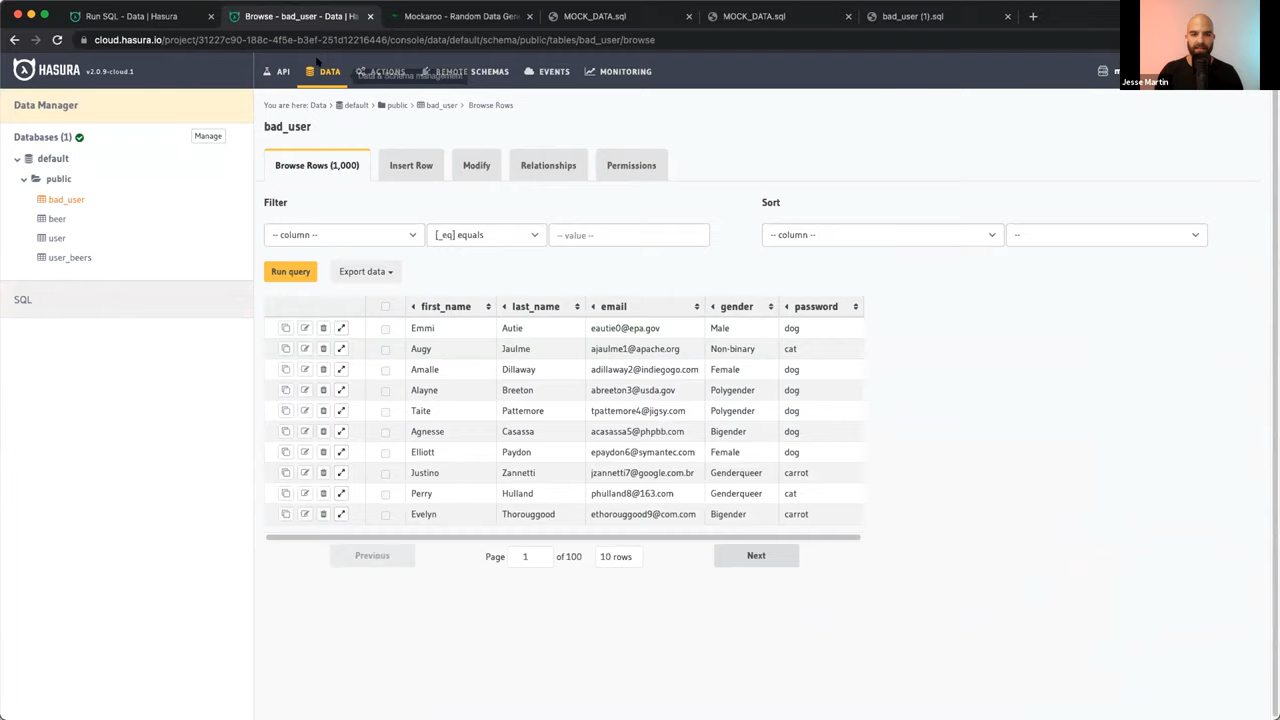 Run SQL - Data | Hasura
Browse - bad_user - Data | Ha
Mockaroo - Random Data Gen
MOCK_DATA.sql
MOCK_DATA.sql
bad_user (1).sql
cloud.hasura.io/project/31227c90-188c-4f5e-b3ef-251d12216446/console/data/default/schema/public/tables/bad_user/browse
HASURA
v2.0.9-cloud.1
API
DATA
ACTIONS
REMOTE SCHEMAS
EVENTS
MONITORING
Data & Schema management
Jesse Martin
Data Manager
Databases (1)
Manage
default
public
bad_user
beer
user
user_beers
SQL
You are here: Data > default > public > bad_user > Browse Rows
bad_user
Browse Rows (1,000)
Insert Row
Modify
Relationships
Permissions
Filter
Sort
-- column --
[_eq] equals
-- value --
-- column --
--
Run query
Export data
first_name last_name email gender password
Emmi Autie eautie0@epa.gov Male dog
Augy Jaulme ajaulme1@apache.org Non-binary cat
Amalle Dillaway adillaway2@indiegogo.com Female dog
Alayne Breeton abreeton3@usda.gov Polygender dog
Taite Pattemore tpattemore4@jigsy.com Polygender dog
Agnesse Casassa acasassa5@phpbb.com Bigender dog
Elliott Paydon epaydon6@symantec.com Female dog
Justino Zannetti jzannetti7@google.com.br Genderqueer carrot
Perry Hulland phulland8@163.com Genderqueer cat
Evelyn Thorouggood ethorouggood9@com.com Bigender carrot
Previous
Page 1 of 100
10 rows
Next